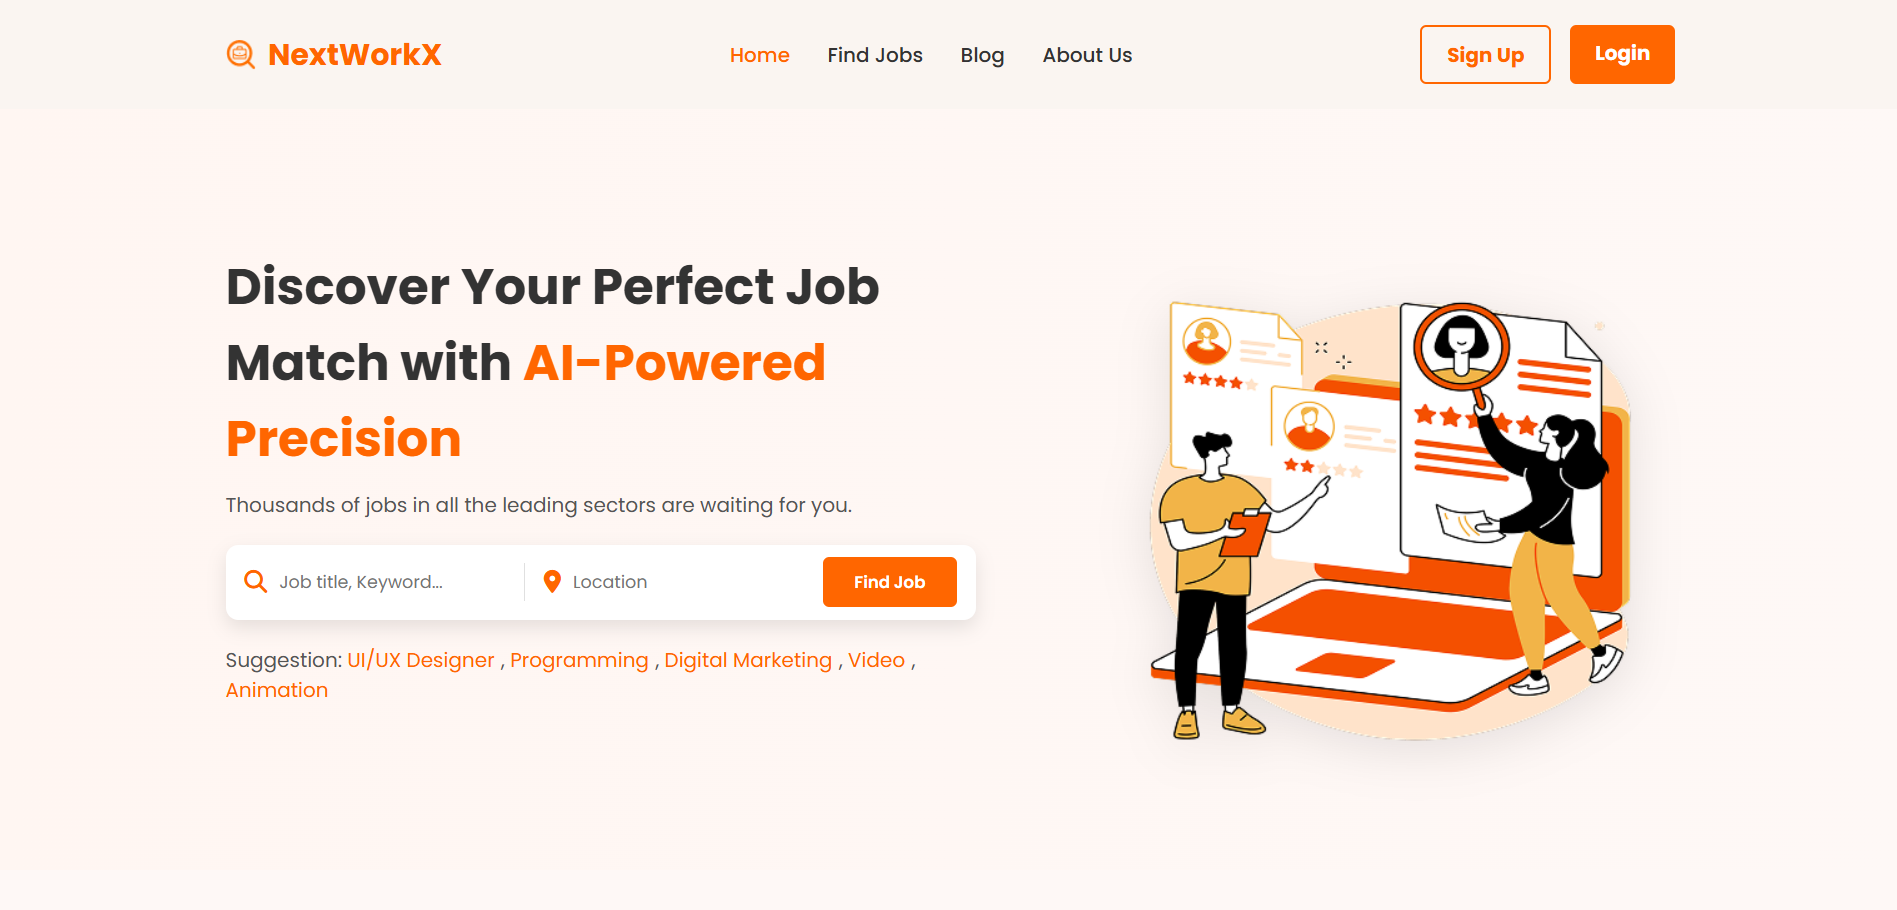 NextWorkX
Home
Find Jobs
Blog
About Us
Sign Up
Login
Discover Your Perfect Job
Match with AI-Powered
Precision
Thousands of jobs in all the leading sectors are waiting for you.
Job title, Keyword...
Location
Find Job
Suggestion: UI/UX Designer , Programming , Digital Marketing , Video ,
Animation